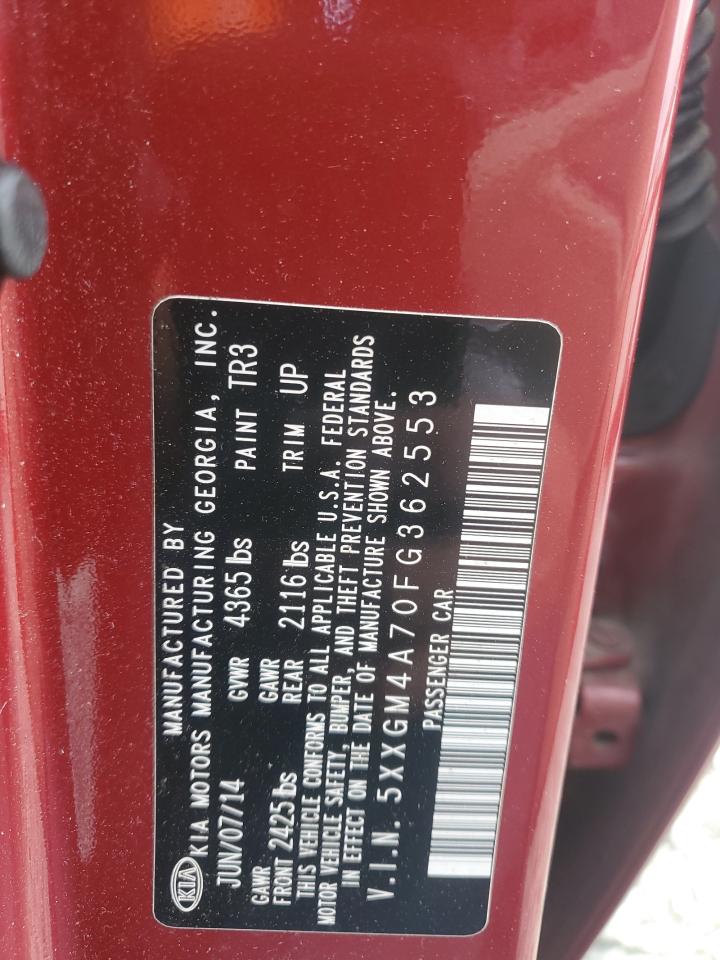 KIA
MANUFACTURED BY
KIA MOTORS MANUFACTURING GEORGIA, INC.
JUN/07/14 GVWR 4365 lbs PAINT TR3
GAWR FRONT 2425 lbs GAWR REAR 2116 lbs TRIM UP
THIS VEHICLE CONFORMS TO ALL APPLICABLE U.S.A. FEDERAL
MOTOR VEHICLE SAFETY, BUMPER, AND THEFT PREVENTION STANDARDS
IN EFFECT ON THE DATE OF MANUFACTURE SHOWN ABOVE.
V.I.N. 5XXGM4A70FG362553
PASSENGER CAR